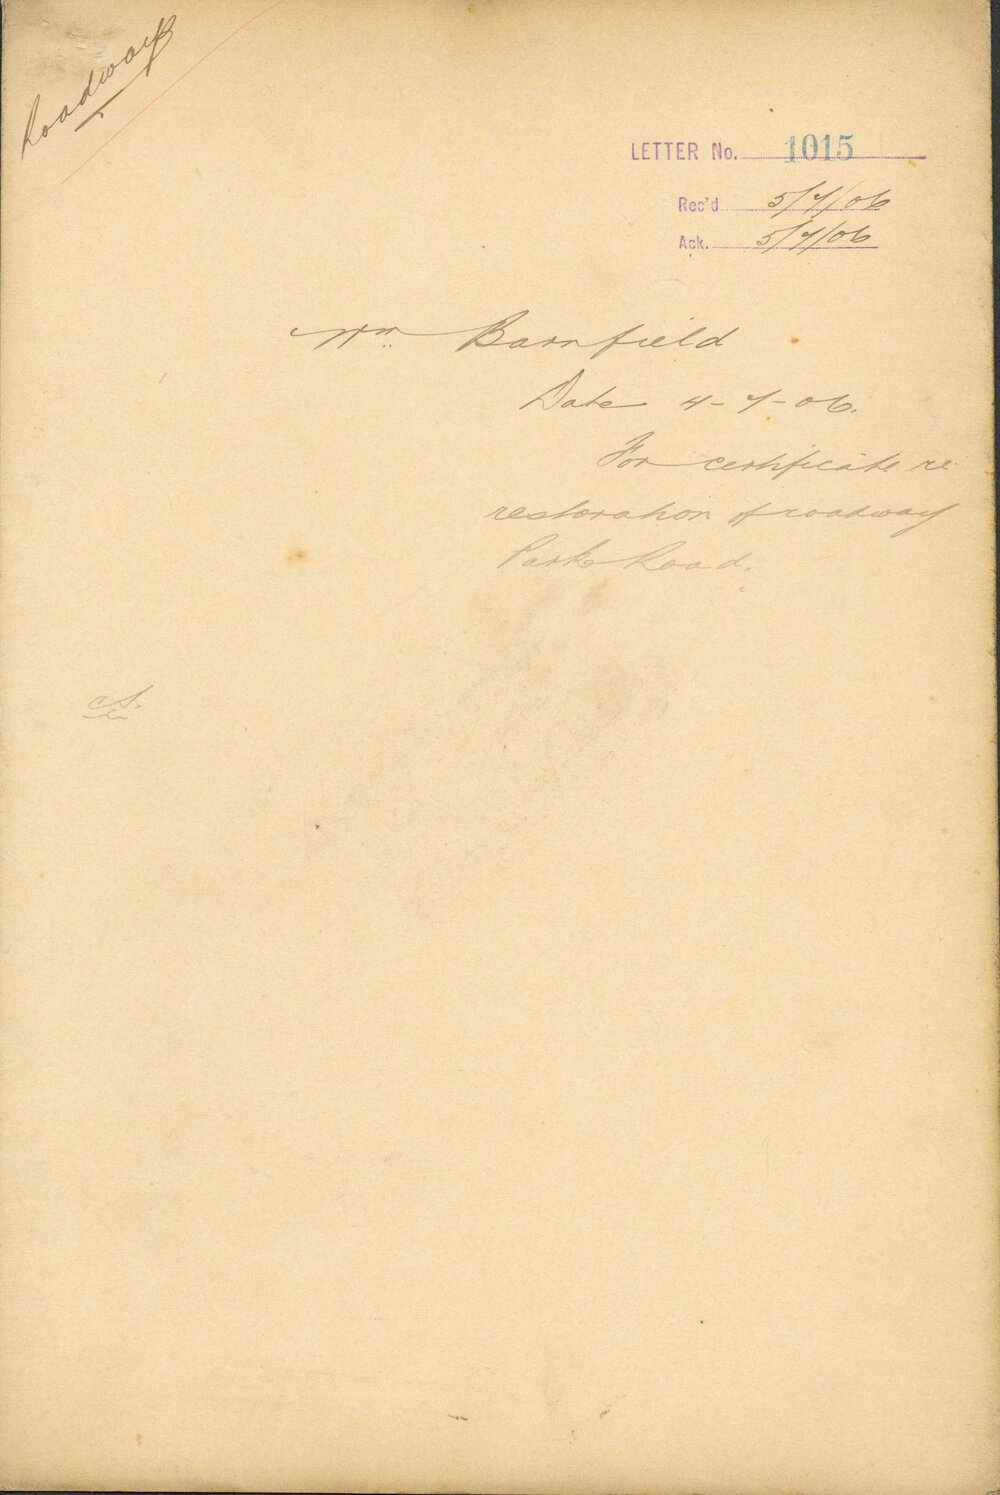 Roadways
LETTER No. 1015
Rec'd 5/7/06
Ack. 5/7/06
Wm Barnfield
Date 4-7-06.
For certificate re
restoration of roadway
Park Road.